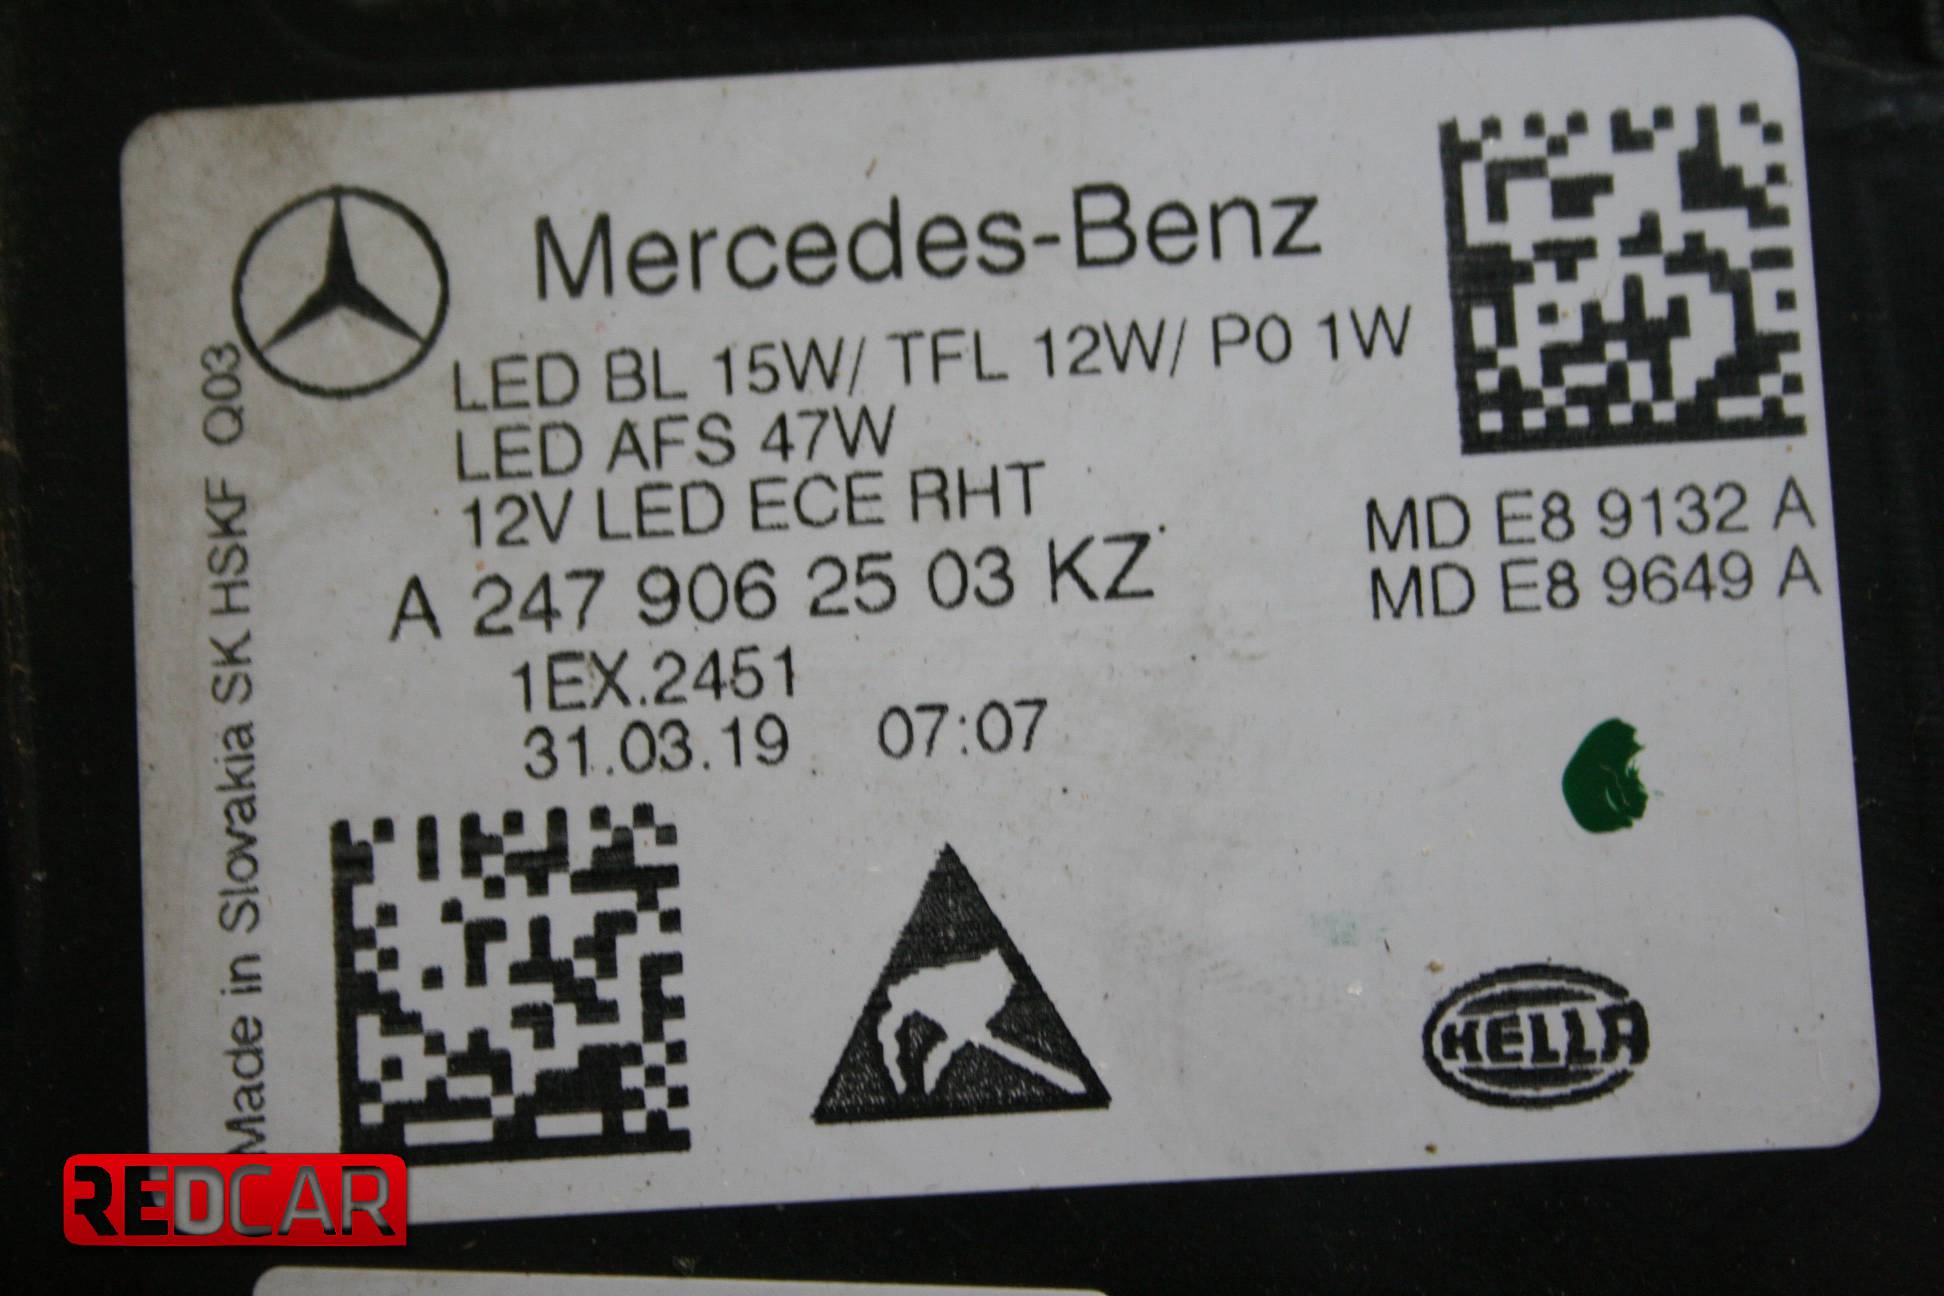 Mercedes-Benz
LED BL 15W/ TFL 12W/ PO 1W
LED AFS 47W
12V LED ECE RHT
A 247 906 25 03 KZ
1EX.2451
31.03.19 07:07
MD E8 9132 A
MD E8 9649 A
Made in Slovakia SK HSKF Q03
HELLA
REDCAR